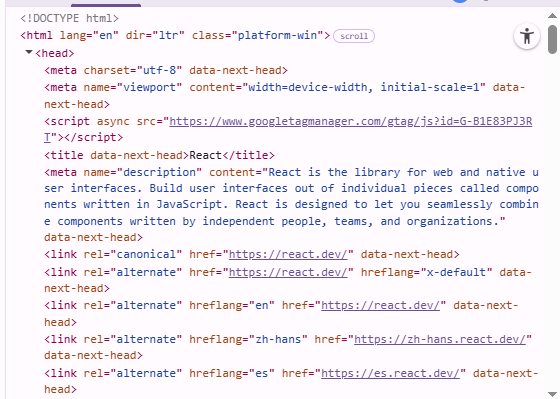 <!DOCTYPE html>
<html lang="en" dir="ltr" class="platform-win"> scroll
<head>
<meta charset="utf-8" data-next-head>
<meta name="viewport" content="width=device-width, initial-scale=1" data-
next-head>
<script async src="https://www.googletagmanager.com/gtag/js?id=G-B1E83PJ3R
T"></script>
<title data-next-head>React</title>
<meta name="description" content="React is the library for web and native u
ser interfaces. Build user interfaces out of individual pieces called compo
nents written in JavaScript. React is designed to let you seamlessly combin
e components written by independent people, teams, and organizations."
data-next-head>
<link rel="canonical" href="https://react.dev/" data-next-head>
<link rel="alternate" href="https://react.dev/" hreflang="x-default" data-
next-head>
<link rel="alternate" hreflang="en" href="https://react.dev/" data-next-
head>
<link rel="alternate" hreflang="zh-hans" href="https://zh-hans.react.dev/"
data-next-head>
<link rel="alternate" hreflang="es" href="https://es.react.dev/" data-next-
head>